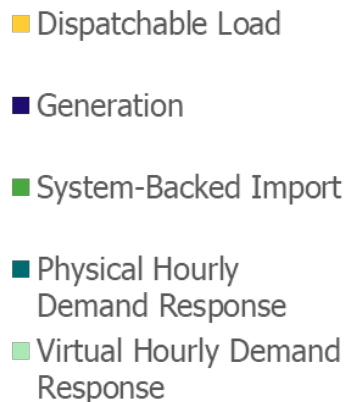 Dispatchable Load
Generation
System-Backed Import
Physical Hourly
Demand Response
Virtual Hourly Demand
Response